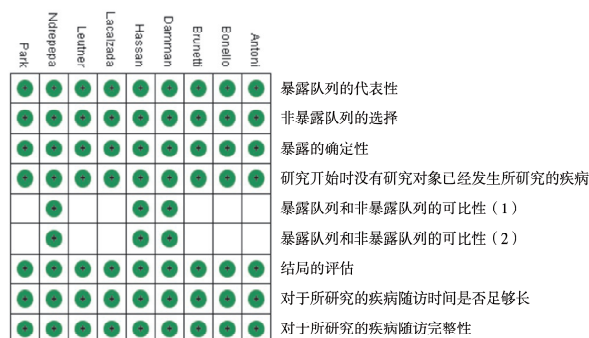 Park
Ndrepepa
Leutner
Lacalzada
Hassan
Damman
Brunetti
Bonello
Antoni
暴露队列的代表性
非暴露队列的选择
暴露的确定性
研究开始时没有研究对象已经发生所研究的疾病
暴露队列和非暴露队列的可比性（1）
暴露队列和非暴露队列的可比性（2）
结局的评估
对于所研究的疾病随访时间是否足够长
对于所研究的疾病随访完整性